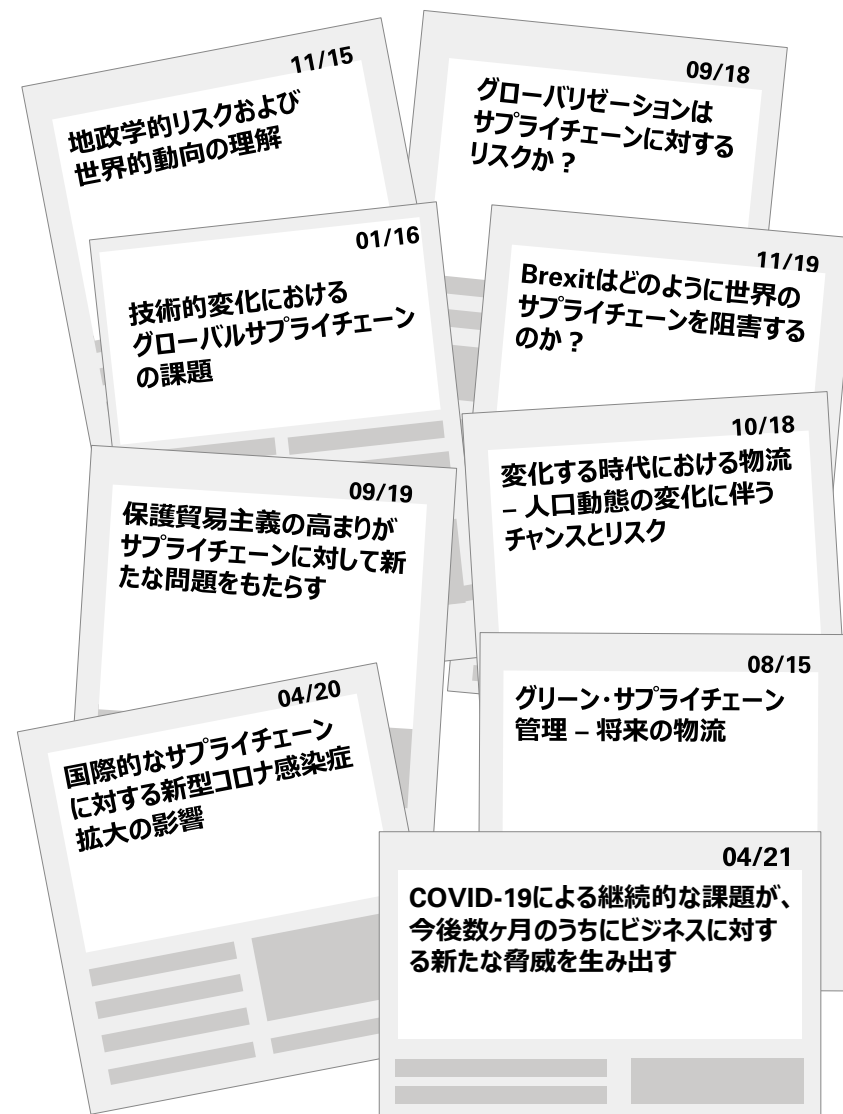 11/15
地政学的リスクおよび
世界的動向の理解
09/18
グローバリゼーションは
サプライチェーンに対する
リスクか？
01/16
技術的変化における
グローバルサプライチェーン
の課題
11/19
Brexitはどのように世界の
サプライチェーンを阻害する
のか？
10/18
変化する時代における物流
– 人口動態の変化に伴う
チャンスとリスク
09/19
保護貿易主義の高まりが
サプライチェーンに対して新
たな問題をもたらす
08/15
グリーン・サプライチェーン
管理 – 将来の物流
04/20
国際的なサプライチェーン
に対する新型コロナ感染症
拡大の影響
04/21
COVID-19による継続的な課題が、
今後数ヶ月のうちにビジネスに対す
る新たな脅威を生み出す